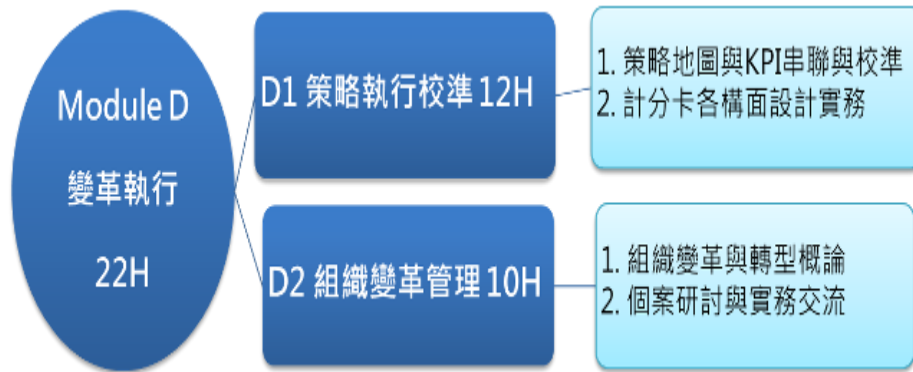 Module D
變革執行
22H
D1 策略執行校準 12H
1. 策略地圖與KPI串聯與校準
2. 計分卡各構面設計實務
D2 組織變革管理 10H
1. 組織變革與轉型概論
2. 個案研討與實務交流